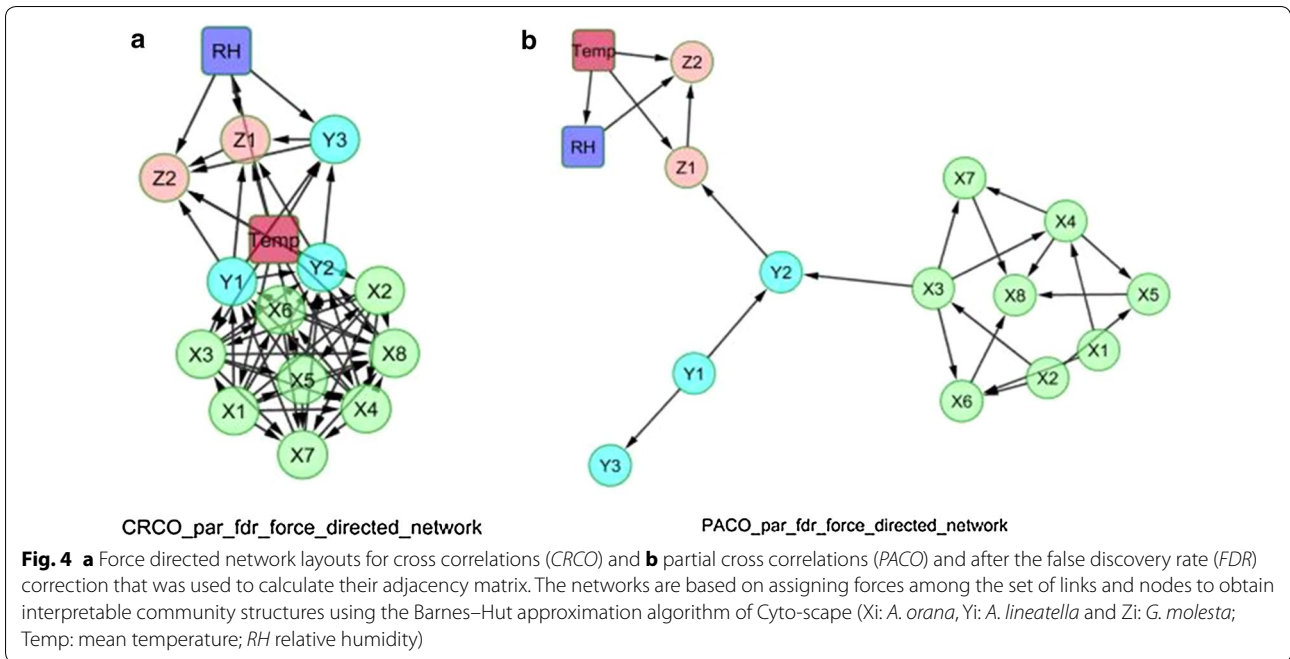 a
RH
Z1
Y3
Z2
Temp
Y1
Y2
X2
X6
X3
X8
X5
X1
X4
X7
CRCO_par_fdr_force_directed_network
b
Temp
Z2
RH
Z1
X7
X4
Y2
X3
X8
X5
X1
Y1
X2
X6
Y3
PACO_par_fdr_force_directed_network
Fig. 4 a Force directed network layouts for cross correlations (CRCO) and b partial cross correlations (PACO) and after the false discovery rate (FDR)
correction that was used to calculate their adjacency matrix. The networks are based on assigning forces among the set of links and nodes to obtain
interpretable community structures using the Barnes–Hut approximation algorithm of Cyto-scape (Xi: A. orana, Yi: A. lineatella and Zi: G. molesta;
Temp: mean temperature; RH relative humidity)